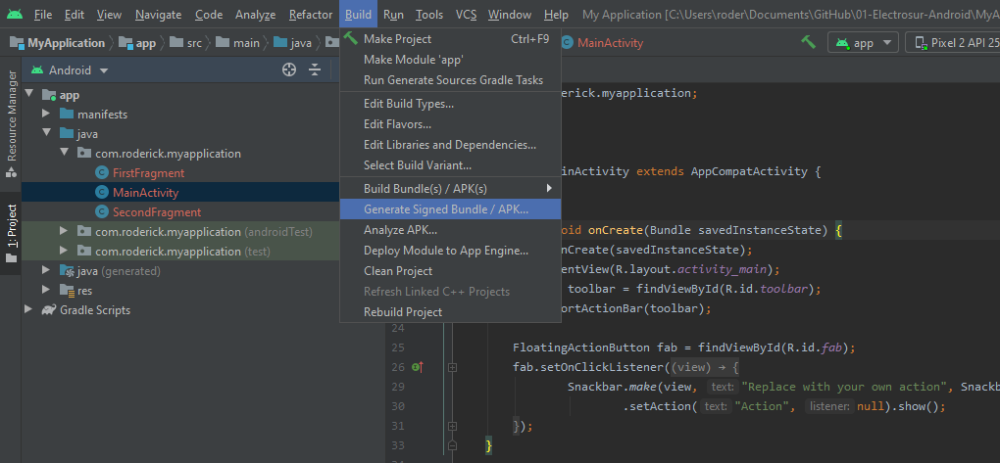 File Edit View Navigate Code Analyze Refactor Build Run Tools VCS Window Help My Application [C:\Users\roder\Documents\GitHub\01-Electrosur-Android\MyA
MyApplication app src main java MainActivity app Pixel 2 API 25
Resource Manager
1: Project
Android
app
manifests
java
com.roderick.myapplication
FirstFragment
MainActivity
SecondFragment
com.roderick.myapplication (androidTest)
com.roderick.myapplication (test)
java (generated)
res
Gradle Scripts
Make Project Ctrl+F9
Make Module 'app'
Run Generate Sources Gradle Tasks
Edit Build Types...
Edit Flavors...
Edit Libraries and Dependencies...
Select Build Variant...
Build Bundle(s) / APK(s)
Generate Signed Bundle / APK...
Analyze APK...
Deploy Module to App Engine...
Clean Project
Refresh Linked C++ Projects
Rebuild Project
derick.myapplication;
inActivity extends AppCompatActivity {
oid onCreate(Bundle savedInstanceState) {
onCreate(savedInstanceState);
entView(R.layout.activity_main);
toolbar = findViewById(R.id.toolbar);
ortActionBar(toolbar);
24
25 FloatingActionButton fab = findViewById(R.id.fab);
26 fab.setOnClickListener((view) → {
29 Snackbar.make(view, text: "Replace with your own action", Snackb
30 .setAction( text: "Action", listener: null).show();
31 });
33 }